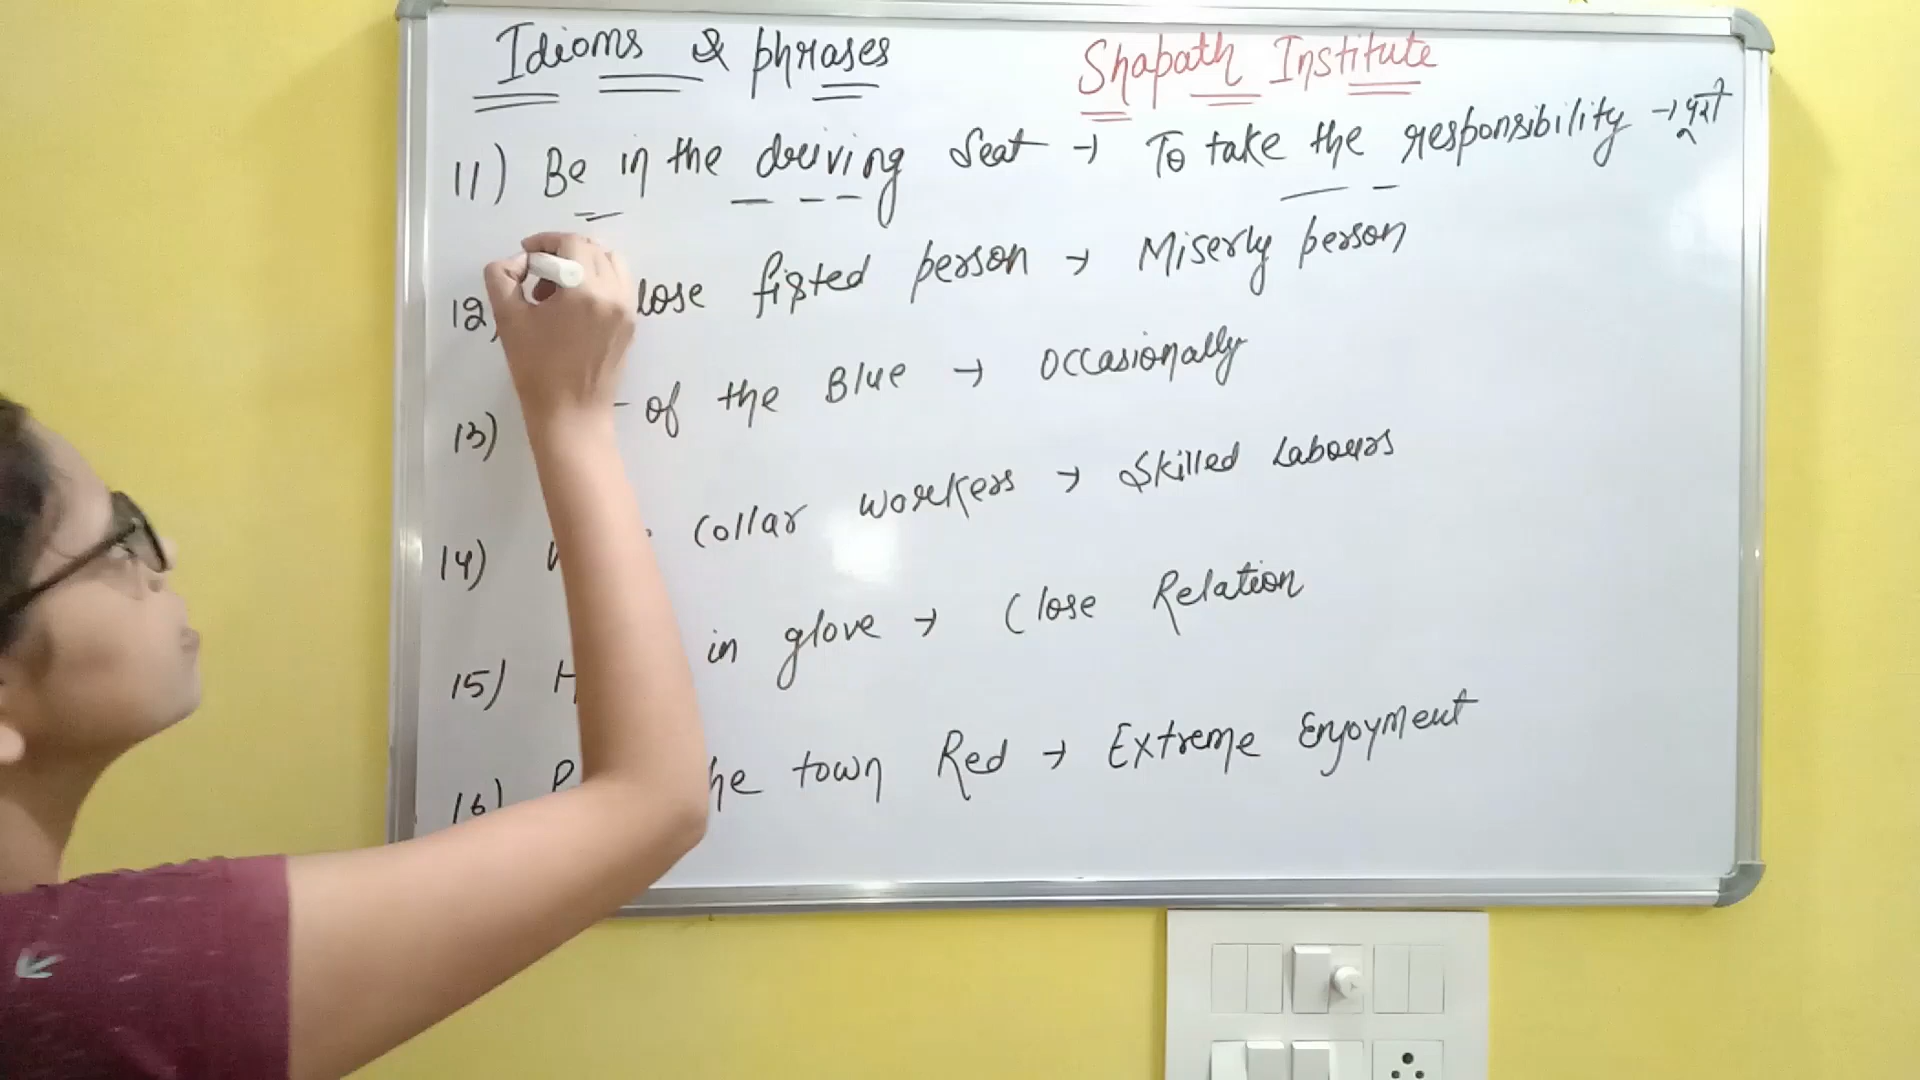 Idioms & phrases
Shapath Institute
11) Be in the driving Seat → To take the responsibility →
12) lose fisted person → Miserly person
13) of the Blue → Occasionally
14) Collar workers → Skilled Labours
15) H in glove → Close Relation
16) P he town Red → Extreme Enjoyment